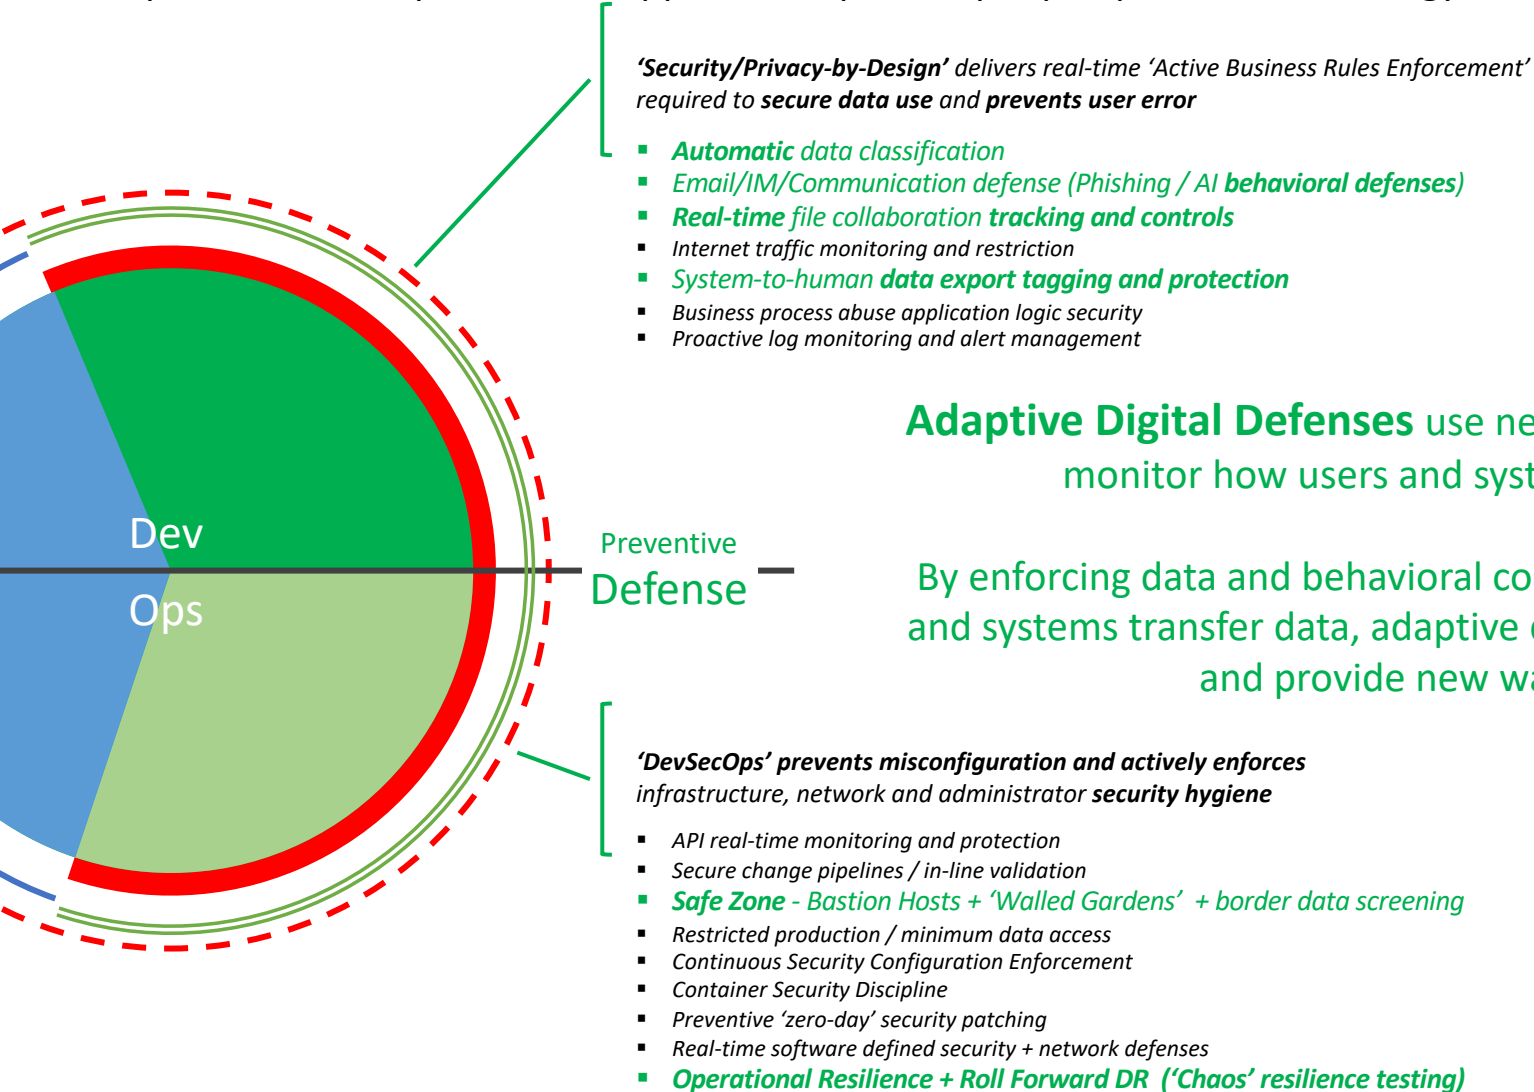 ‘Security/Privacy-by-Design’ delivers real-time ‘Active Business Rules Enforcement’
required to secure data use and prevents user error
▪ Automatic data classification
▪ Email/IM/Communication defense (Phishing / AI behavioral defenses)
▪ Real-time file collaboration tracking and controls
▪ Internet traffic monitoring and restriction
▪ System-to-human data export tagging and protection
▪ Business process abuse application logic security
▪ Proactive log monitoring and alert management
Adaptive Digital Defenses use ne
monitor how users and syst
Dev
Ops
Preventive
Defense
By enforcing data and behavioral co
and systems transfer data, adaptive
and provide new wa
‘DevSecOps’ prevents misconfiguration and actively enforces
infrastructure, network and administrator security hygiene
▪ API real-time monitoring and protection
▪ Secure change pipelines / in-line validation
▪ Safe Zone - Bastion Hosts + ‘Walled Gardens’ + border data screening
▪ Restricted production / minimum data access
▪ Continuous Security Configuration Enforcement
▪ Container Security Discipline
▪ Preventive ‘zero-day’ security patching
▪ Real-time software defined security + network defenses
▪ Operational Resilience + Roll Forward DR (‘Chaos’ resilience testing)